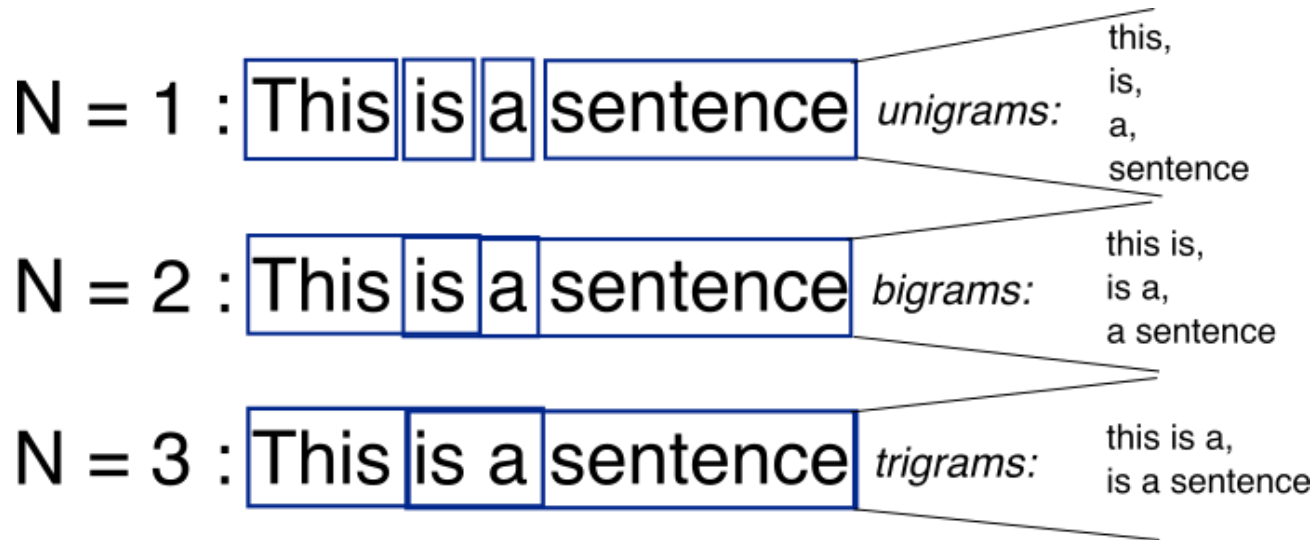 N = 1 : This is a sentence unigrams:
this,
is,
a,
sentence
N = 2 : This is a sentence bigrams:
this is,
is a,
a sentence
N = 3 : This is a sentence trigrams:
this is a,
is a sentence